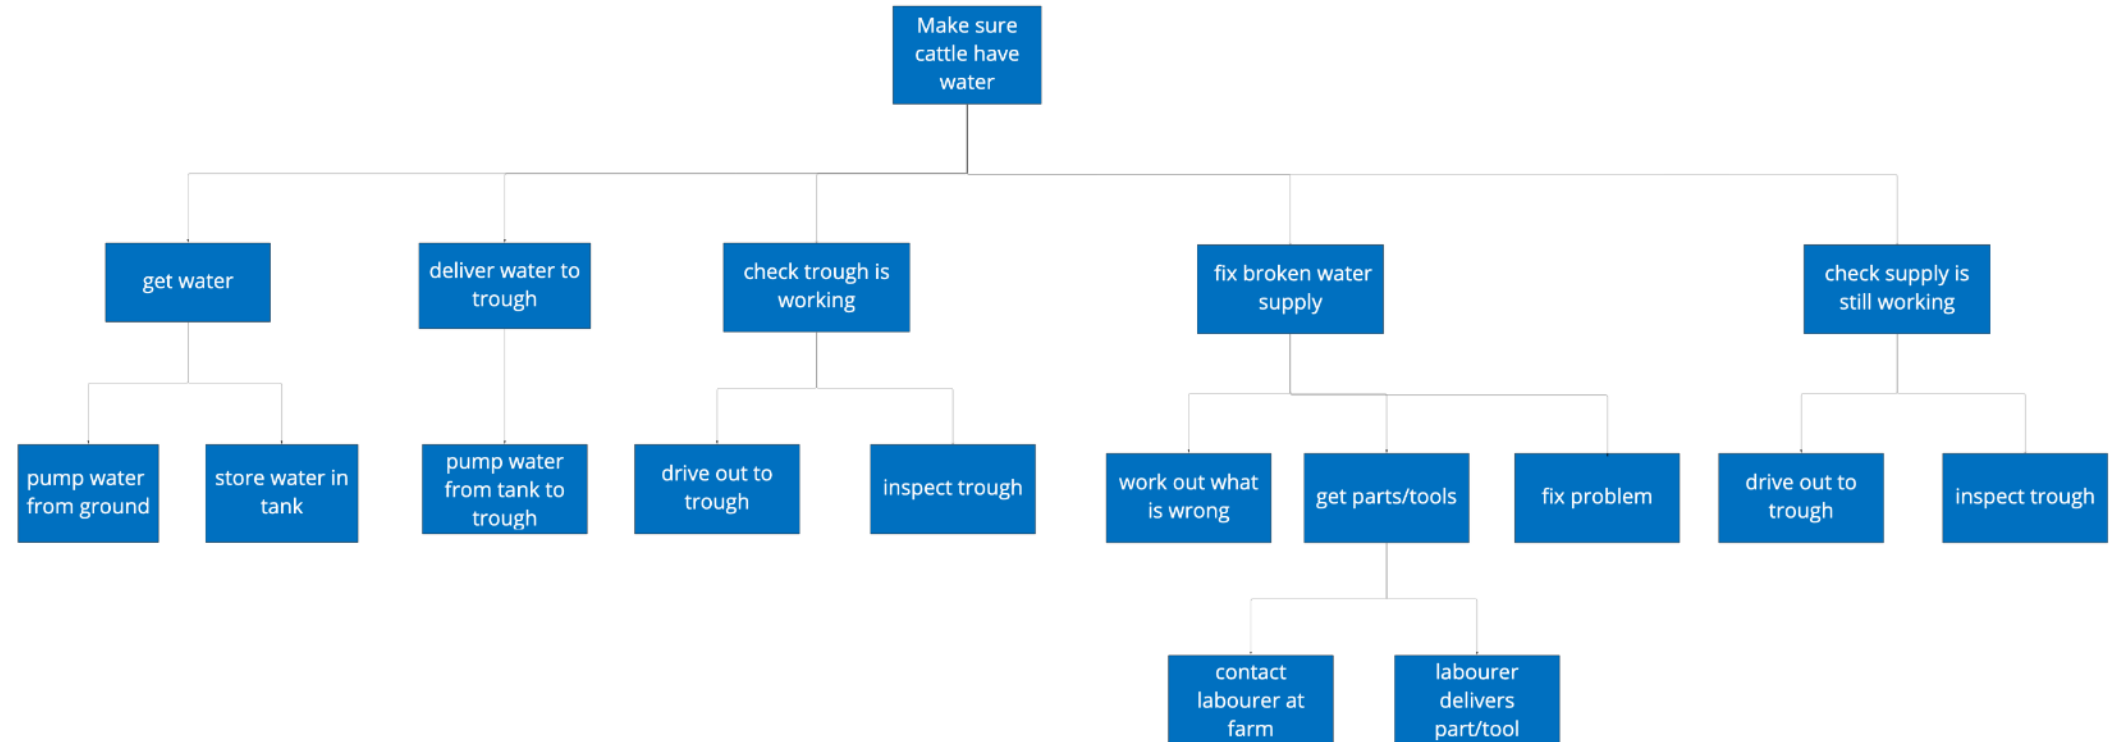 Make sure
cattle have
water
get water
deliver water to
trough
check trough is
working
fix broken water
supply
check supply is
still working
pump water
from ground
store water in
tank
pump water
from tank to
trough
drive out to
trough
inspect trough
work out what
is wrong
get parts/tools
fix problem
drive out to
trough
inspect trough
contact
labourer at
farm
labourer
delivers
part/tool